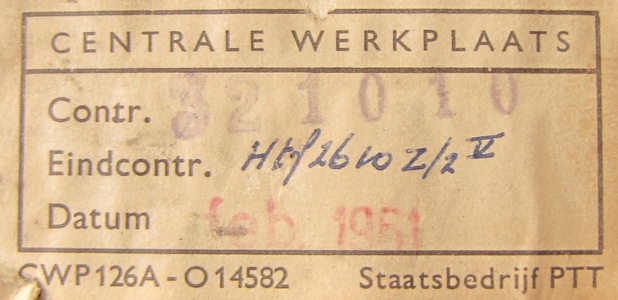 CENTRALE WERKPLAATS
Contr. 321010
Eindcontr.
Datum feb. 1951
CWP126A-O14582 Staatsbedrijf PTT